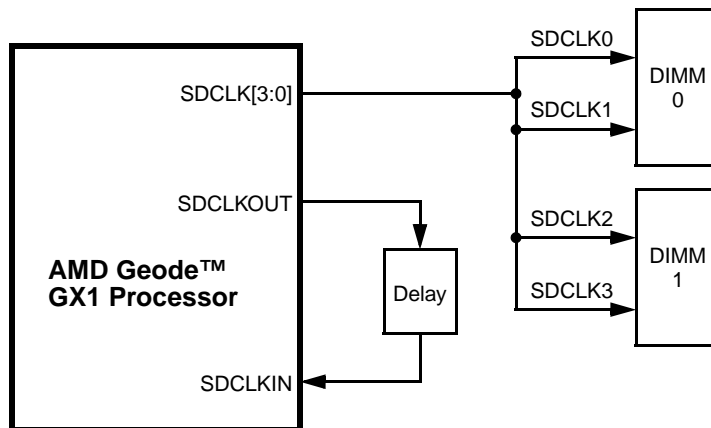 SDCLK[3:0]
SDCLKOUT
AMD Geode™
GX1 Processor
SDCLKIN
Delay
SDCLK0
SDCLK1
DIMM
0
SDCLK2
SDCLK3
DIMM
1